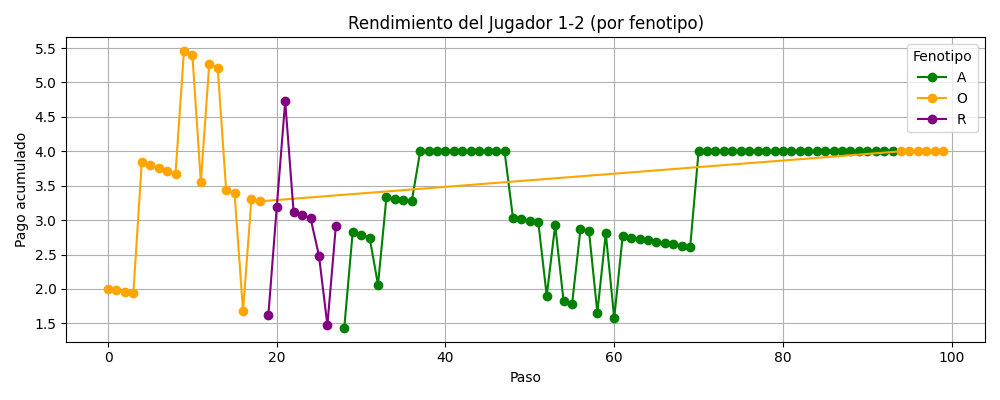 Rendimiento del Jugador 1-2 (por fenotipo)
Pago acumulado
5.5
5.0
4.5
4.0
3.5
3.0
2.5
2.0
1.5
0
20
40
60
80
100
Paso
Fenotipo
A
O
R